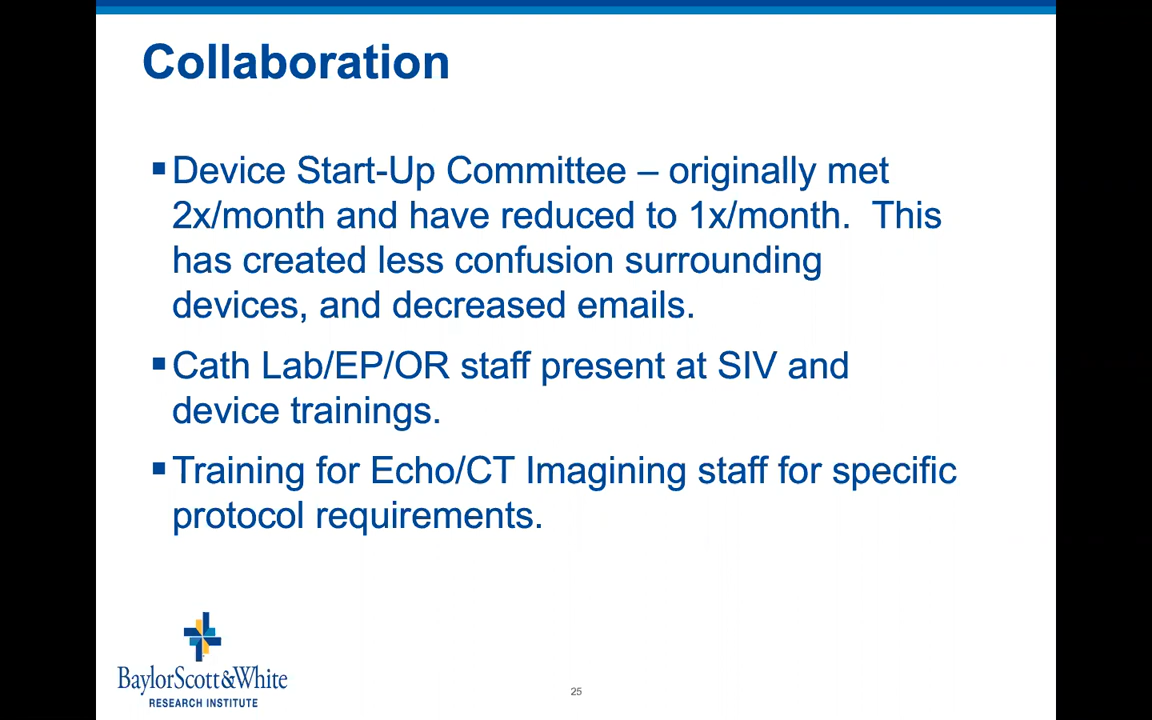 Collaboration
▪Device Start-Up Committee – originally met
2x/month and have reduced to 1x/month.  This
has created less confusion surrounding
devices, and decreased emails.
▪Cath Lab/EP/OR staff present at SIV and
device trainings.
▪Training for Echo/CT Imagining staff for specific
protocol requirements.
BaylorScott&White
RESEARCH INSTITUTE
25